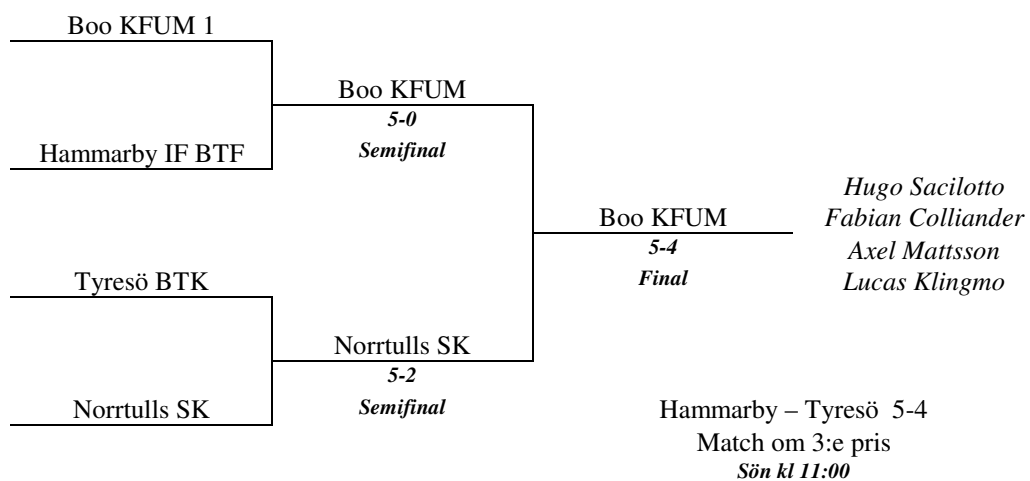 Boo KFUM 1
Boo KFUM
5-0
Semifinal
Hammarby IF BTF
Boo KFUM
5-4
Final
Hugo Sacilotto
Fabian Colliander
Axel Mattsson
Lucas Klingmo
Tyresö BTK
Norrtulls SK
5-2
Semifinal
Norrtulls SK
Hammarby – Tyresö 5-4
Match om 3:e pris
Sön kl 11:00